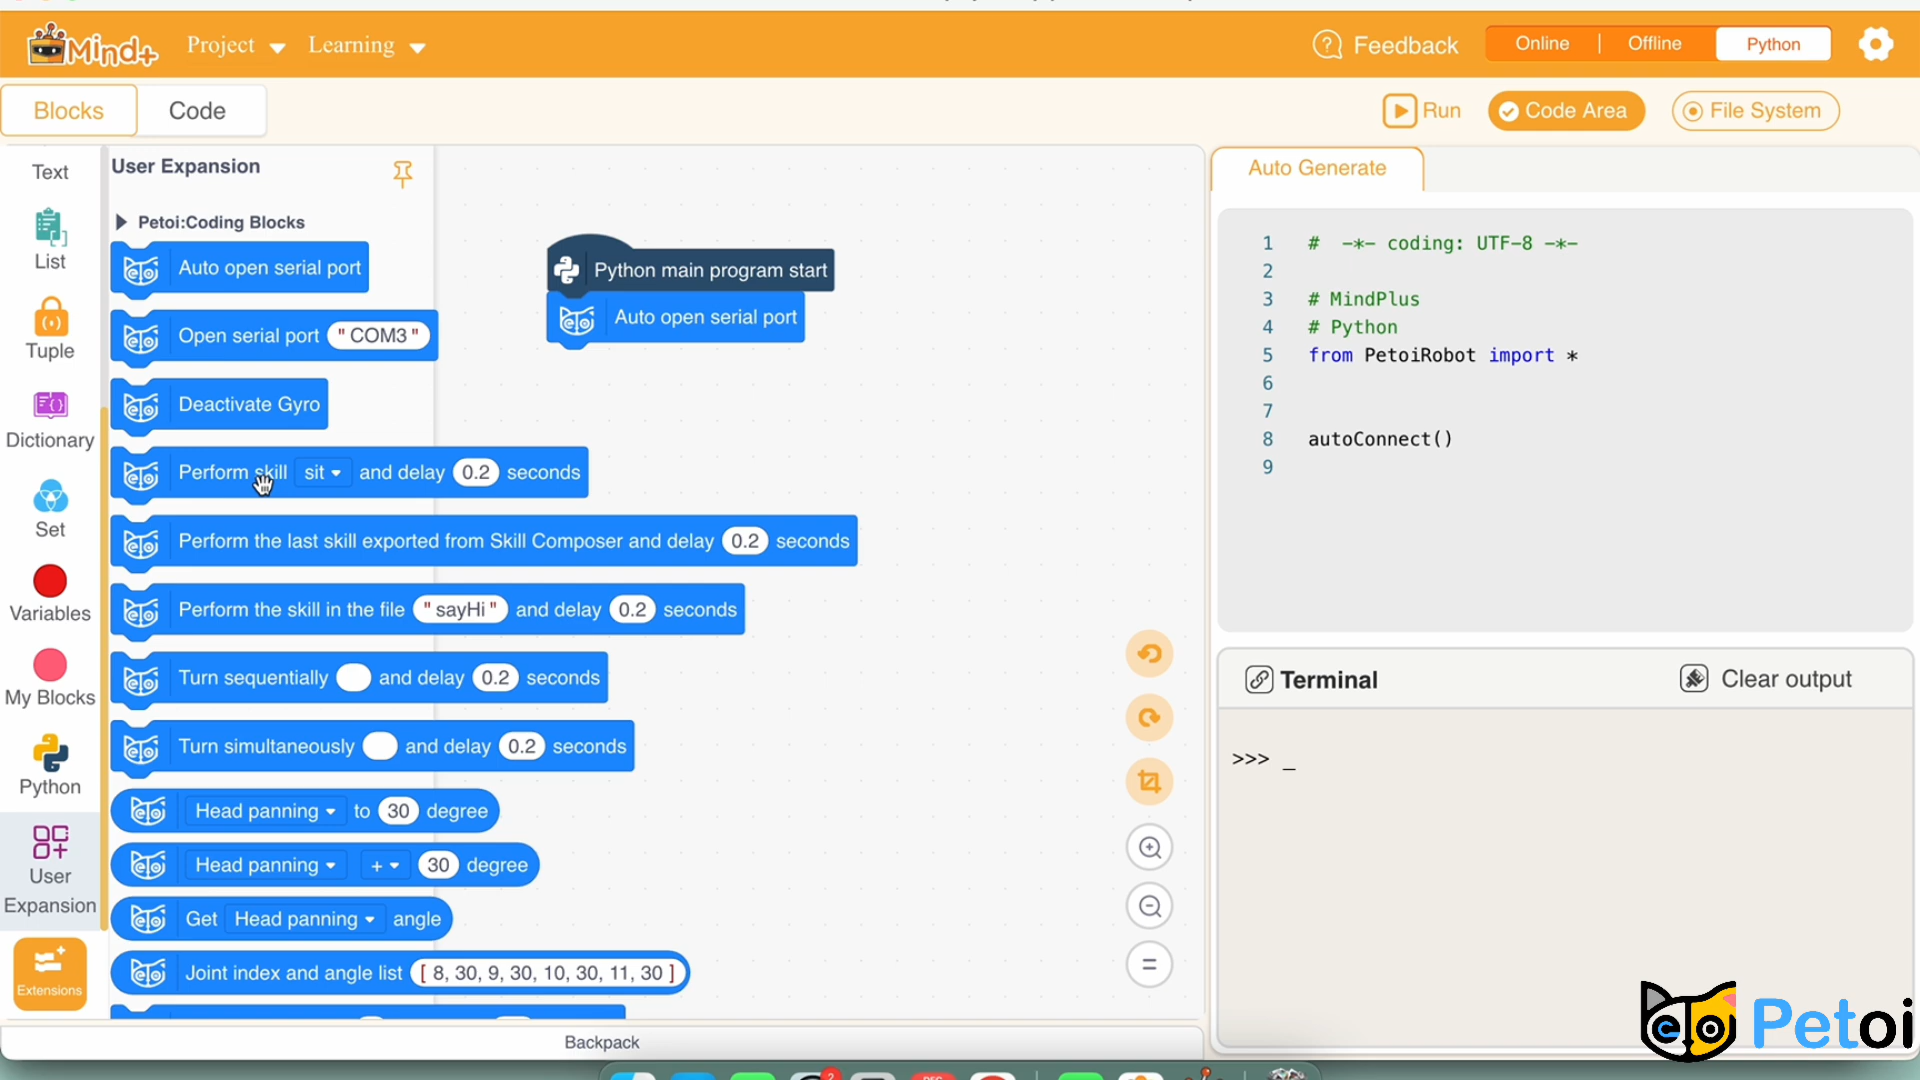 Mind+
Project
Learning
Feedback
Online
Offline
Python
Blocks
Code
Run
Code Area
File System
Text
List
Tuple
Dictionary
Set
Variables
My Blocks
Python
User
Expansion
Extensions
User Expansion
Petoi:Coding Blocks
Auto open serial port
Open serial port "COM3"
Deactivate Gyro
Perform skill sit and delay 0.2 seconds
Perform the last skill exported from Skill Composer and delay 0.2 seconds
Perform the skill in the file "sayHi" and delay 0.2 seconds
Turn sequentially and delay 0.2 seconds
Turn simultaneously and delay 0.2 seconds
Head panning to 30 degree
Head panning + 30 degree
Get Head panning angle
Joint index and angle list [ 8, 30, 9, 30, 10, 30, 11, 30 ]
Python main program start
Auto open serial port
Backpack
Auto Generate
1 # -*- coding: UTF-8 -*-
2
3 # MindPlus
4 # Python
5 from PetoiRobot import *
6
7
8 autoConnect()
9
Terminal
Clear output
>>> _
Petoi